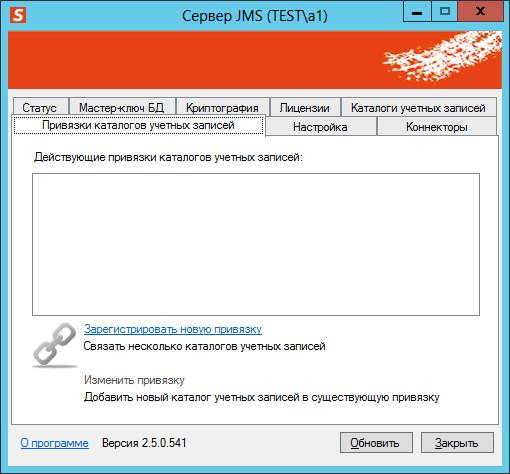 S
Сервер JMS (TEST\a1)
Статус Мастер-ключ БД Криптография Лицензии Каталоги учетных записей
Привязки каталогов учетных записей Настройка Коннекторы
Действующие привязки каталогов учетных записей:
Зарегистрировать новую привязку
Связать несколько каталогов учетных записей
Изменить привязку
Добавить новый каталог учетных записей в существующую привязку
О программе Версия 2.5.0.541 Обновить Закрыть